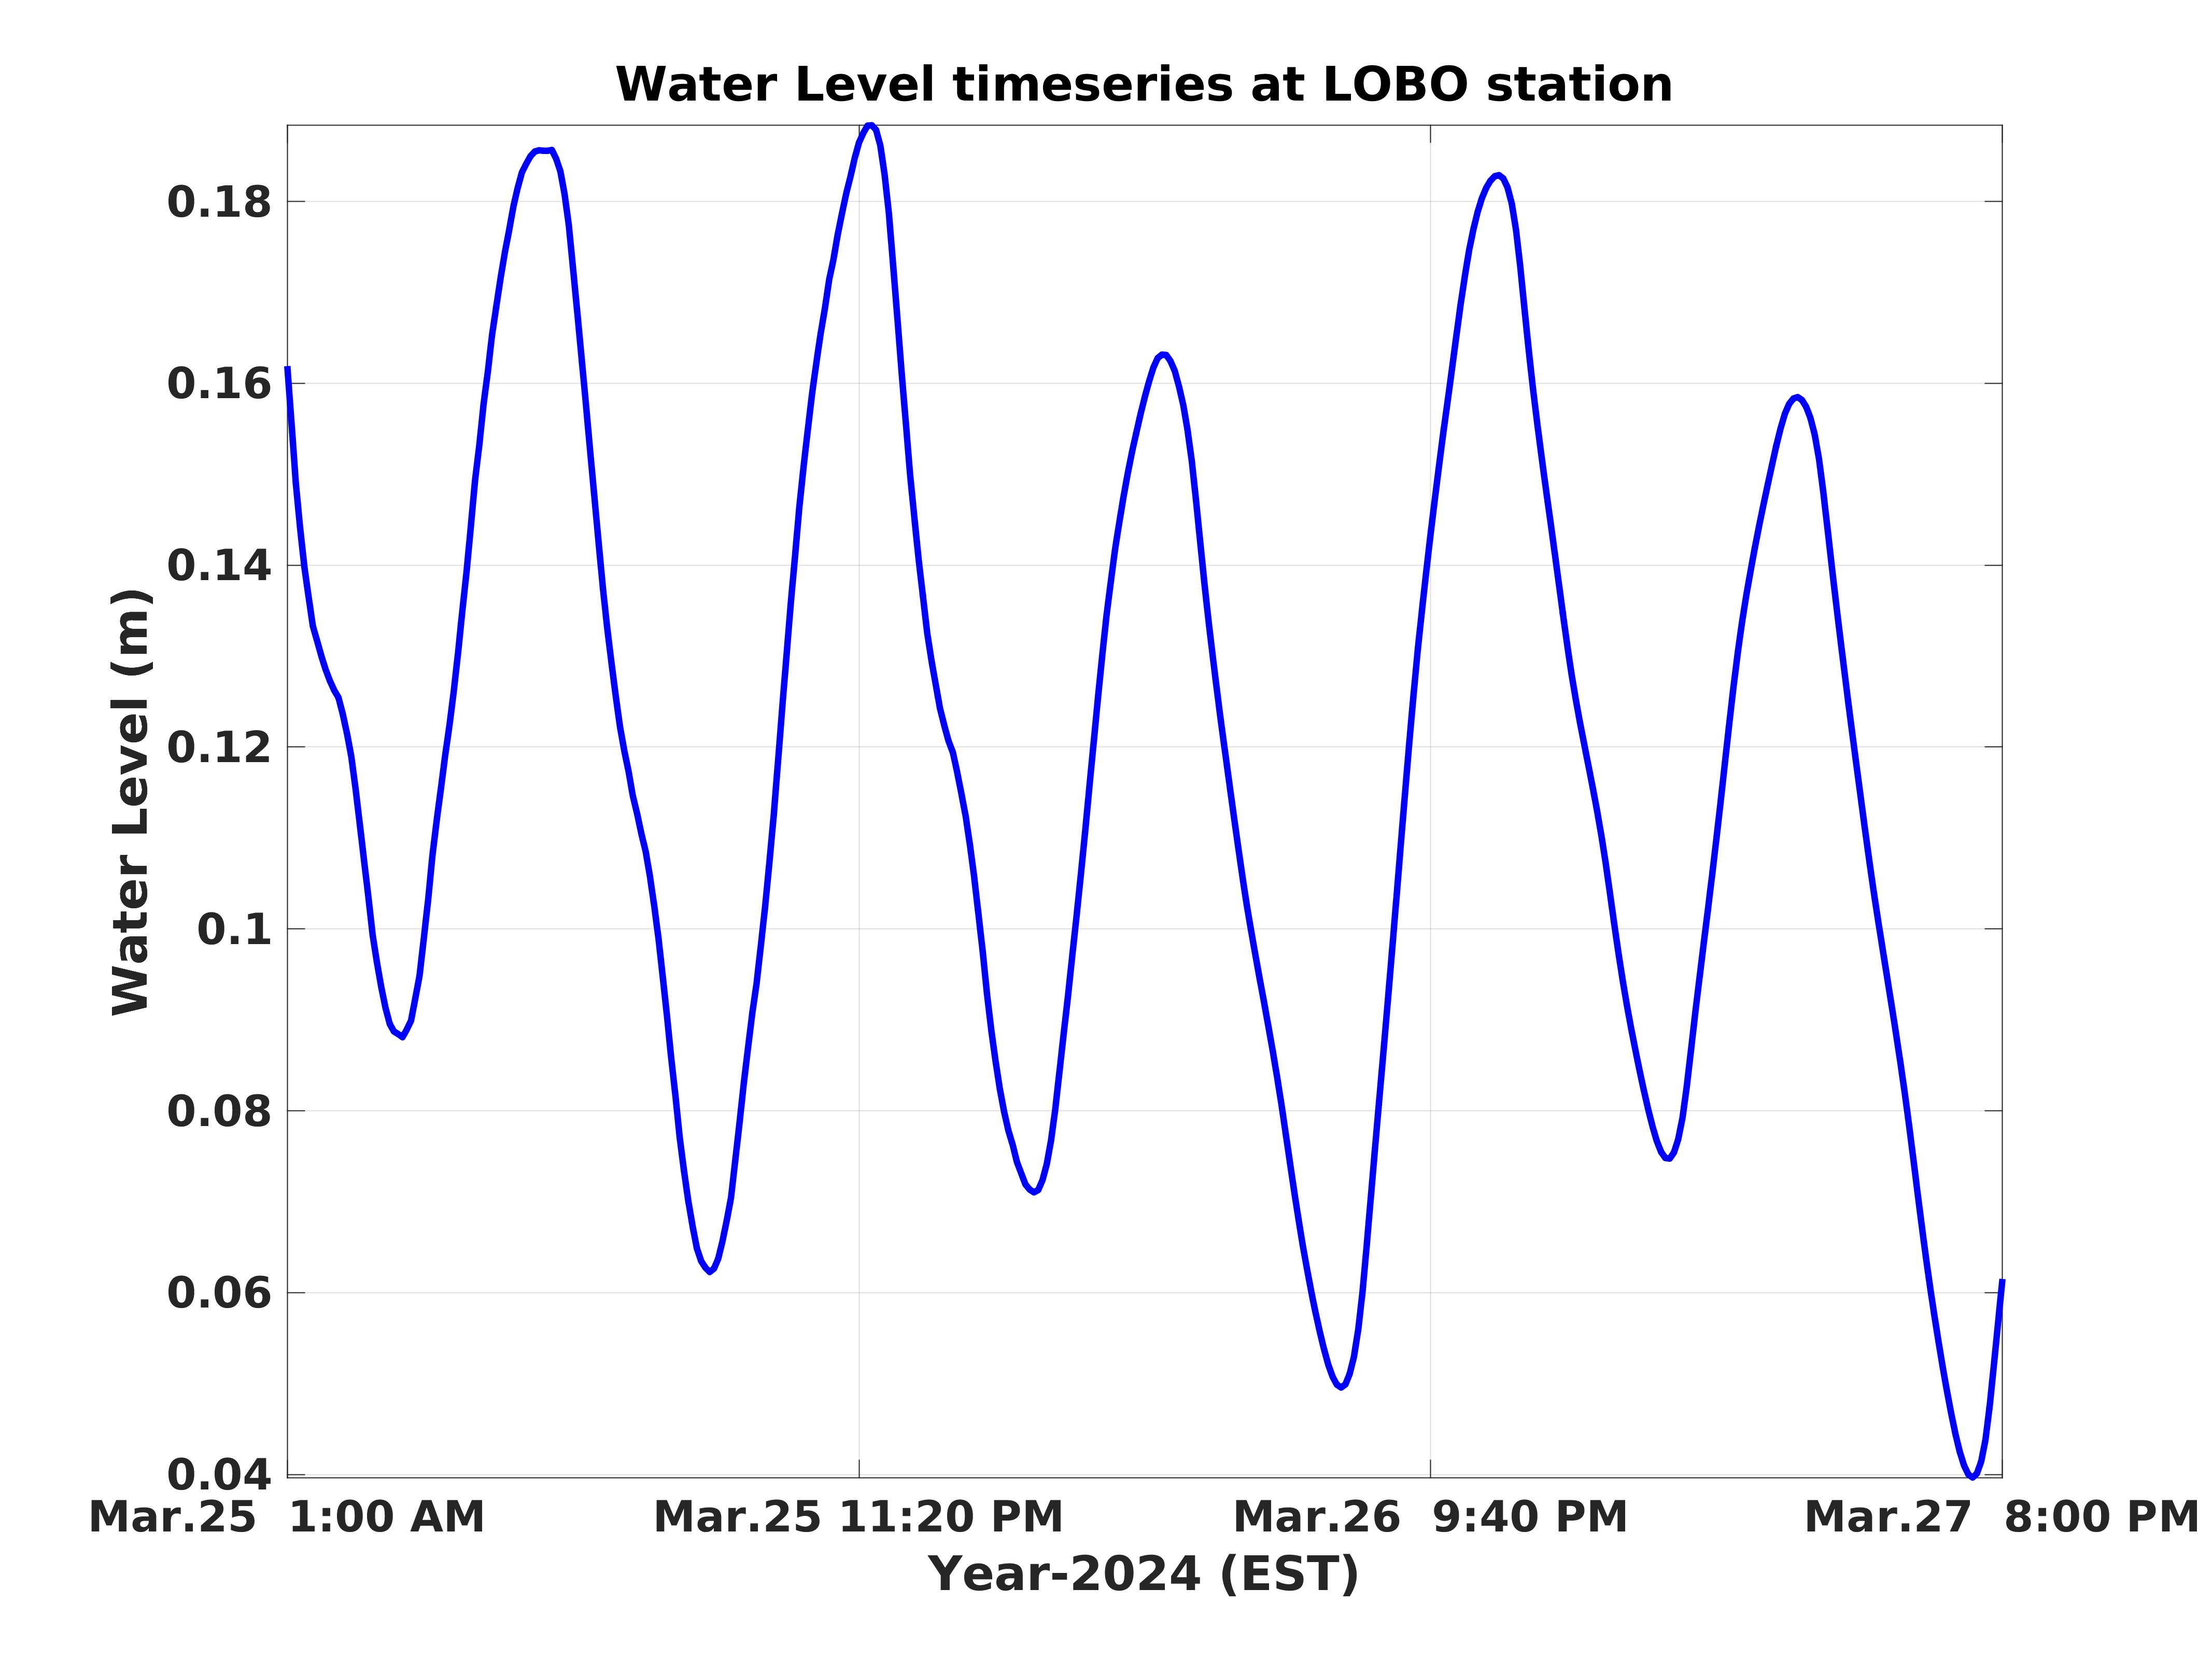 Water Level timeseries at LOBO station
Water Level (m)
0.18
0.16
0.14
0.12
0.1
0.08
0.06
0.04
Mar.25 1:00 AM Mar.25 11:20 PM Mar.26 9:40 PM Mar.27 8:00 PM
Year-2024 (EST)